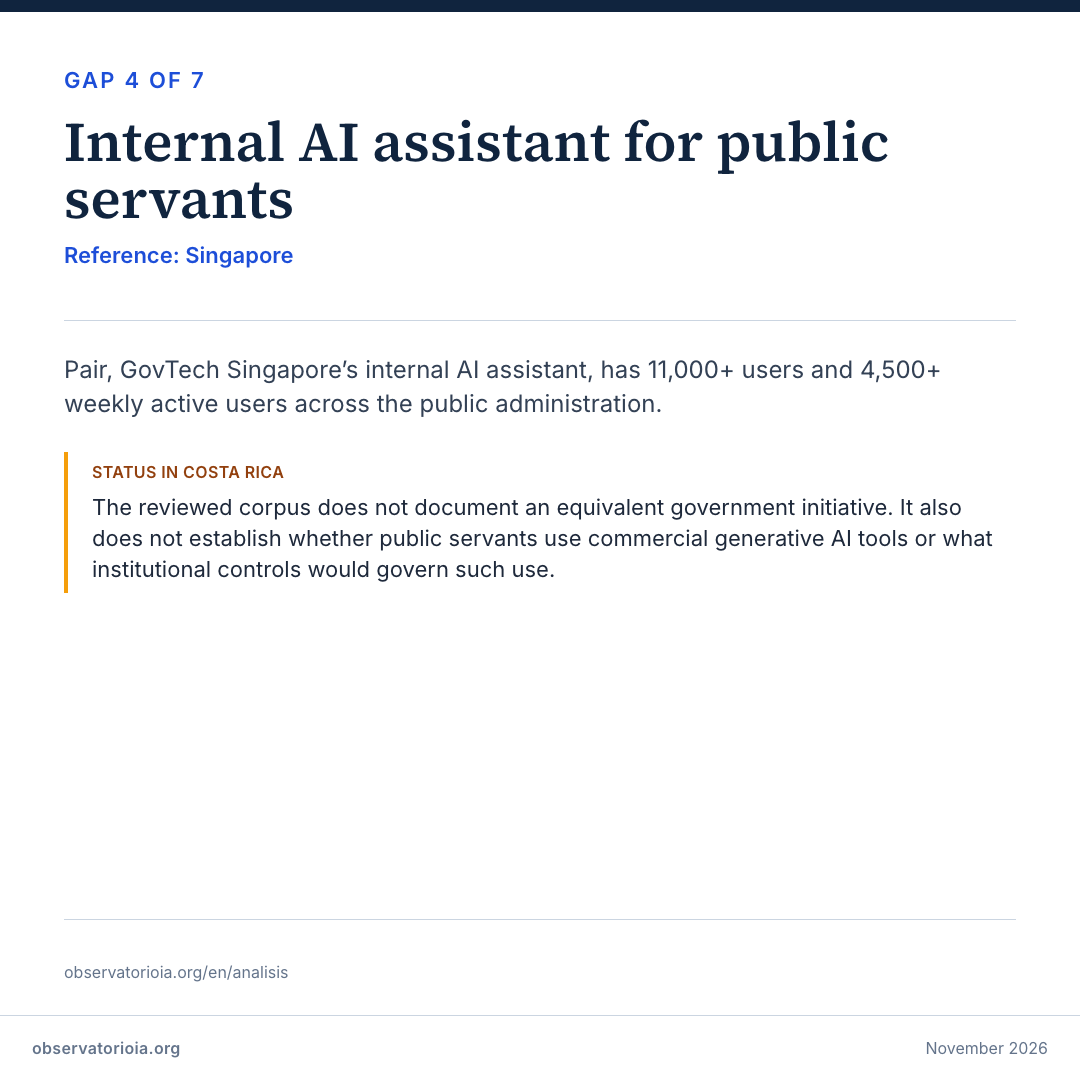 GAP 4 OF 7
Internal AI assistant for public
servants
Reference: Singapore
Pair, GovTech Singapore’s internal AI assistant, has 11,000+ users and 4,500+
weekly active users across the public administration.
STATUS IN COSTA RICA
The reviewed corpus does not document an equivalent government initiative. It also
does not establish whether public servants use commercial generative AI tools or what
institutional controls would govern such use.
observatorioia.org/en/analisis
observatorioia.org
November 2026